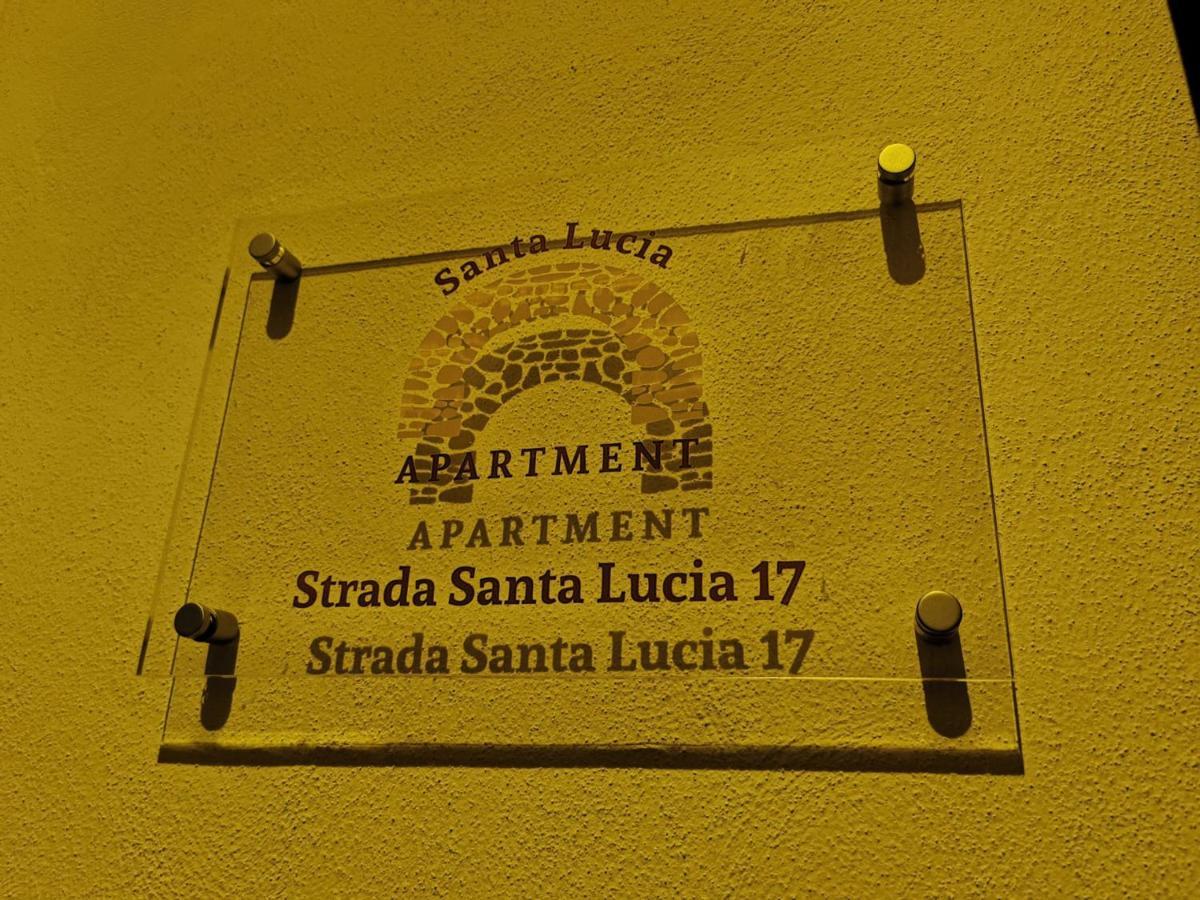 Santa Lucia
APARTMENT
Strada Santa Lucia 17